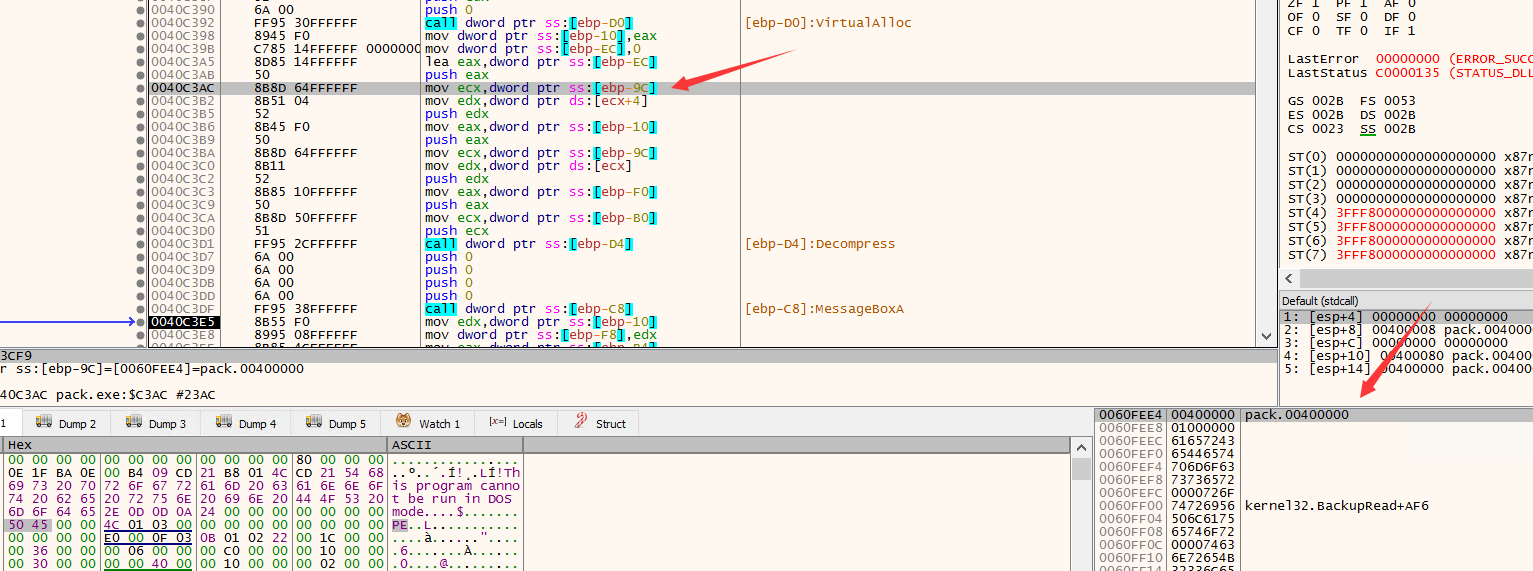 0040C390 6A 00 push 0
0040C392 FF95 30FFFFFF call dword ptr ss:[ebp-D0] [ebp-D0]:VirtualAlloc
0040C398 8945 F0 mov dword ptr ss:[ebp-10],eax
0040C39B C785 14FFFFFF 0000000 mov dword ptr ss:[ebp-EC],0
0040C3A5 8D85 14FFFFFF lea eax,dword ptr ss:[ebp-EC]
0040C3AB 50 push eax
0040C3AC 8B8D 64FFFFFF mov ecx,dword ptr ss:[ebp-9C]
0040C3B2 8B51 04 mov edx,dword ptr ds:[ecx+4]
0040C3B5 52 push edx
0040C3B6 8B45 F0 mov eax,dword ptr ss:[ebp-10]
0040C3B9 50 push eax
0040C3BA 8B8D 64FFFFFF mov ecx,dword ptr ss:[ebp-9C]
0040C3C0 8B11 mov edx,dword ptr ds:[ecx]
0040C3C2 52 push edx
0040C3C3 8B85 10FFFFFF mov eax,dword ptr ss:[ebp-F0]
0040C3C9 50 push eax
0040C3CA 8B8D 50FFFFFF mov ecx,dword ptr ss:[ebp-B0]
0040C3D0 51 push ecx
0040C3D1 FF95 2CFFFFFF call dword ptr ss:[ebp-D4] [ebp-D4]:Decompress
0040C3D7 6A 00 push 0
0040C3D9 6A 00 push 0
0040C3DB 6A 00 push 0
0040C3DD 6A 00 push 0
0040C3DF FF95 38FFFFFF call dword ptr ss:[ebp-C8] [ebp-C8]:MessageBoxA
0040C3E5 8B55 F0 mov edx,dword ptr ss:[ebp-10]
0040C3E8 8995 08FFFFFF mov dword ptr ss:[ebp-F8],edx
ZF 1 PF 1 AF 0
OF 0 SF 0 DF 0
CF 0 TF 0 IF 1
LastError 00000000 (ERROR_SUCC
LastStatus C0000135 (STATUS_DLL
GS 002B FS 0053
ES 002B DS 002B
CS 0023 SS 002B
ST(0) 00000000000000000000 x87r
ST(1) 00000000000000000000 x87r
ST(2) 00000000000000000000 x87r
ST(3) 00000000000000000000 x87r
ST(4) 3FFF8000000000000000 x87r
ST(5) 3FFF8000000000000000 x87r
ST(6) 3FFF8000000000000000 x87r
ST(7) 3FFF8000000000000000 x87r
Default (stdcall)
1: [esp+4] 00000000 00000000
2: [esp+8] 00400008 pack.0040000
3: [esp+C] 00000000 00000000
4: [esp+10] 00400080 pack.004000
5: [esp+14] 00400000 pack.004000
3CF9
r ss:[ebp-9C]=[0060FEE4]=pack.00400000
40C3AC pack.exe:$C3AC #23AC
1 Dump 2 Dump 3 Dump 4 Dump 5 Watch 1 [x=] Locals Struct
Hex ASCII
00 00 00 00 00 00 00 00 00 00 00 00 80 00 00 00 ................
0E 1F BA 0E 00 B4 09 CD 21 B8 01 4C CD 21 54 68 ..º..´.Í!¸.LÍ!Th
69 73 20 70 72 6F 67 72 61 6D 20 63 61 6E 6E 6F is program canno
74 20 62 65 20 72 75 6E 20 69 6E 20 44 4F 53 20 t be run in DOS
6D 6F 64 65 2E 0D 0D 0A 24 00 00 00 00 00 00 00 mode....$.......
50 45 00 00 4C 01 03 00 00 00 00 00 00 00 00 00 PE..L...........
00 00 00 00 E0 00 0F 03 0B 01 02 22 00 1C 00 00 ....à......"....
00 36 00 00 00 06 00 00 00 C0 00 00 00 10 00 00 .6.......À......
00 30 00 00 00 00 40 00 00 10 00 00 00 02 00 00 .0....@.........
0060FEE4 00400000 pack.00400000
0060FEE8 01000000
0060FEEC 61657243
0060FEF0 65446574
0060FEF4 706D6F63
0060FEF8 73736572
0060FEFC 0000726F
0060FF00 74726956 kernel32.BackupRead+AF6
0060FF04 506C6175
0060FF08 65746F72
0060FF0C 00007463
0060FF10 6E72654B